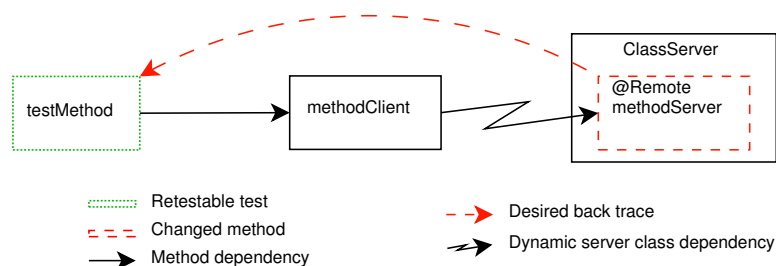 ClassServer
@Remote
methodServer
testMethod
methodClient
Retestable test
Changed method
Method dependency
Desired back trace
Dynamic server class dependency